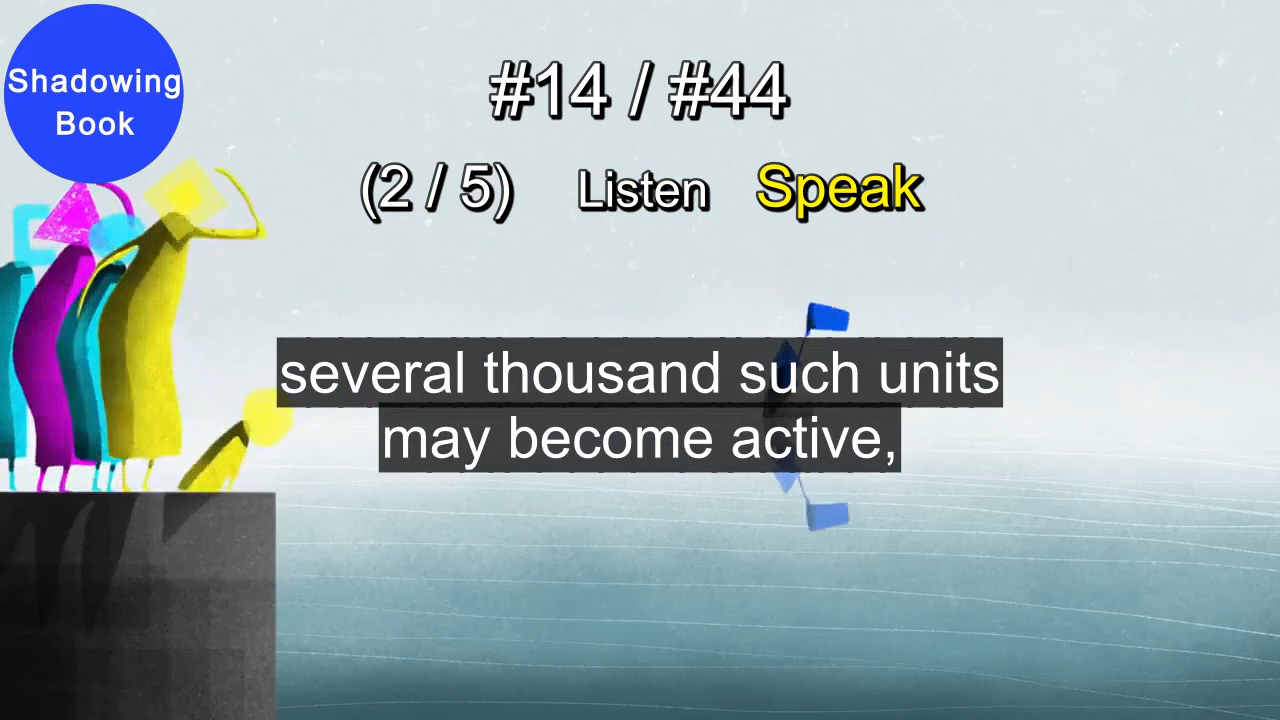 Shadowing
Book
#14 / #44
(2 / 5) Listen Speak
several thousand such units
may become active,